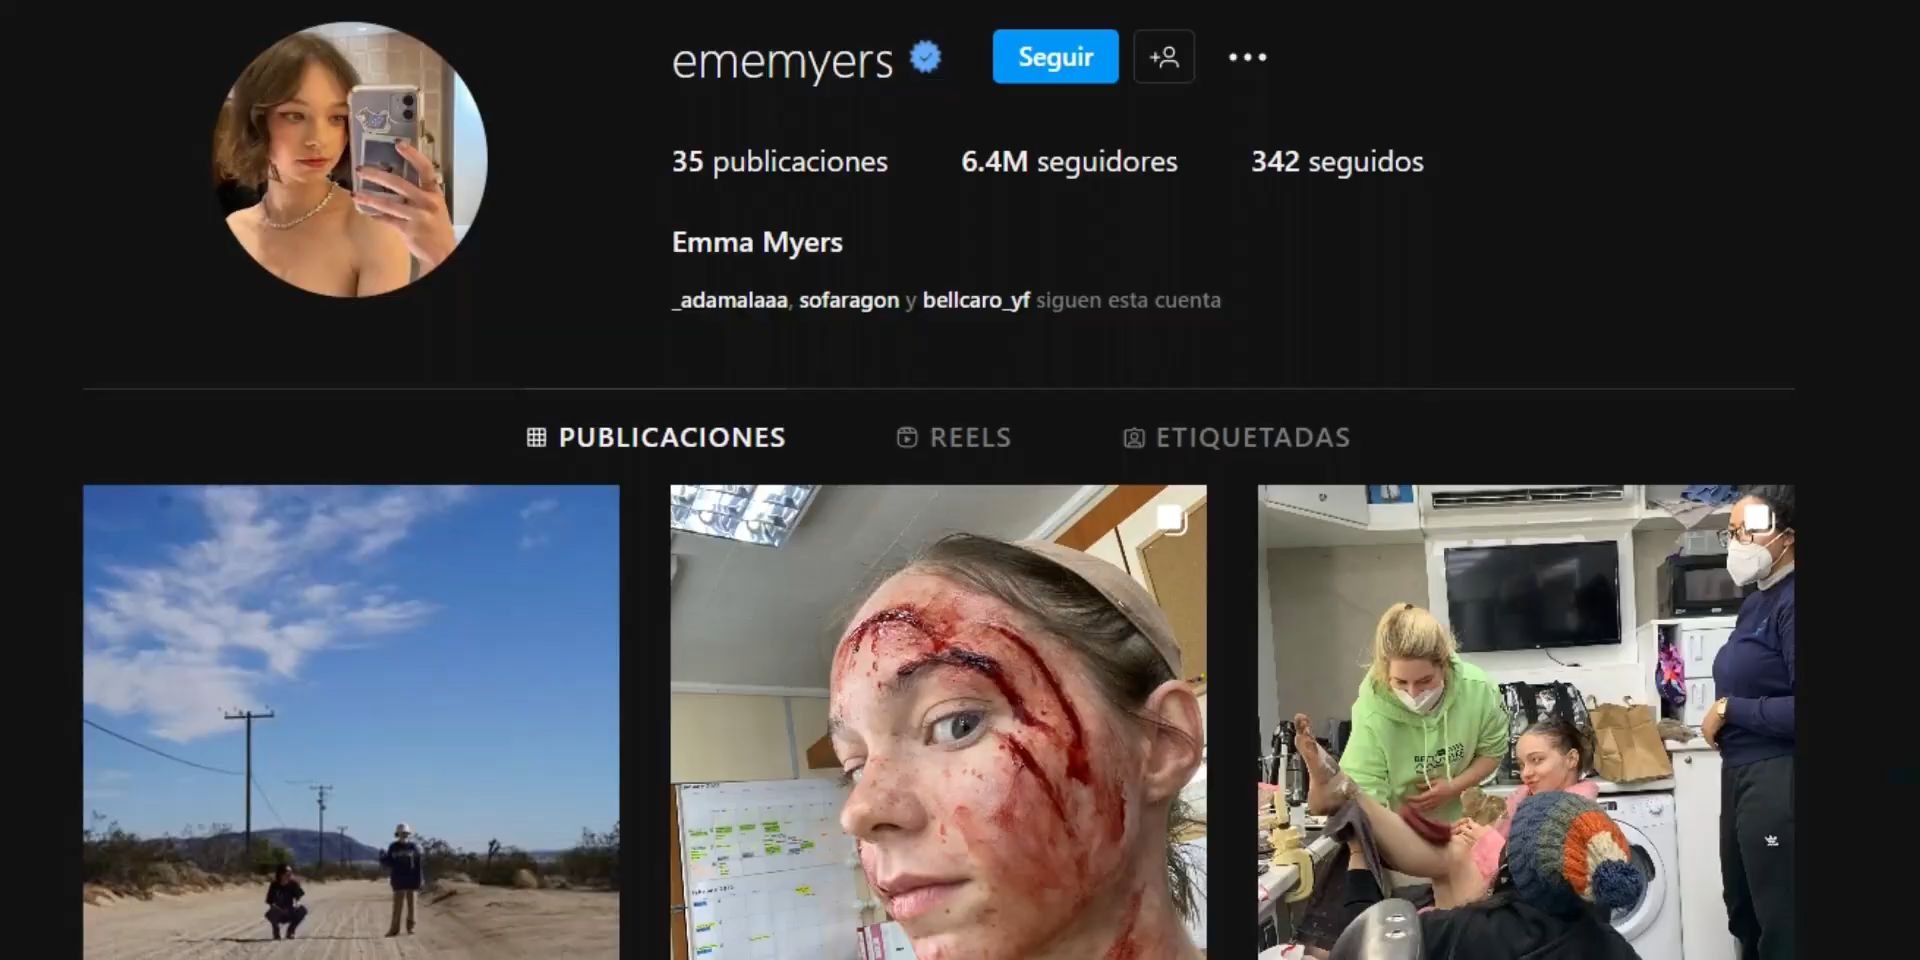 ememyers
Seguir
35 publicaciones 6.4M seguidores 342 seguidos
Emma Myers
_adamalaaa, sofaragon y bellcaro_yf siguen esta cuenta
PUBLICACIONES REELS ETIQUETADAS